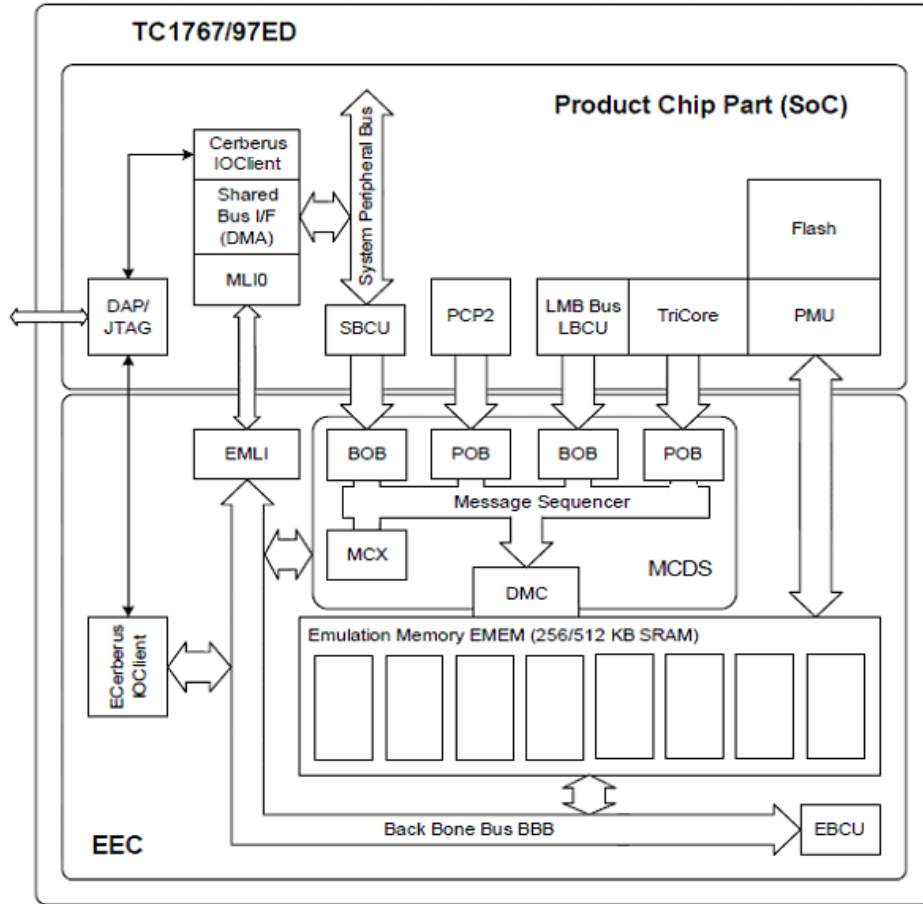 TC1767/97ED
Product Chip Part (SoC)
Cerberus
IOClient
Shared
Bus I/F
(DMA)
MLI0
System Peripheral Bus
Flash
DAP/
JTAG
SBCU
PCP2
LMB Bus
LBCU
TriCore
PMU
EMLI
BOB
POB
BOB
POB
Message Sequencer
MCX
MCDS
DMC
Emulation Memory EMEM (256/512 KB SRAM)
ECerberus
IOClient
Back Bone Bus BBB
EBCU
EEC